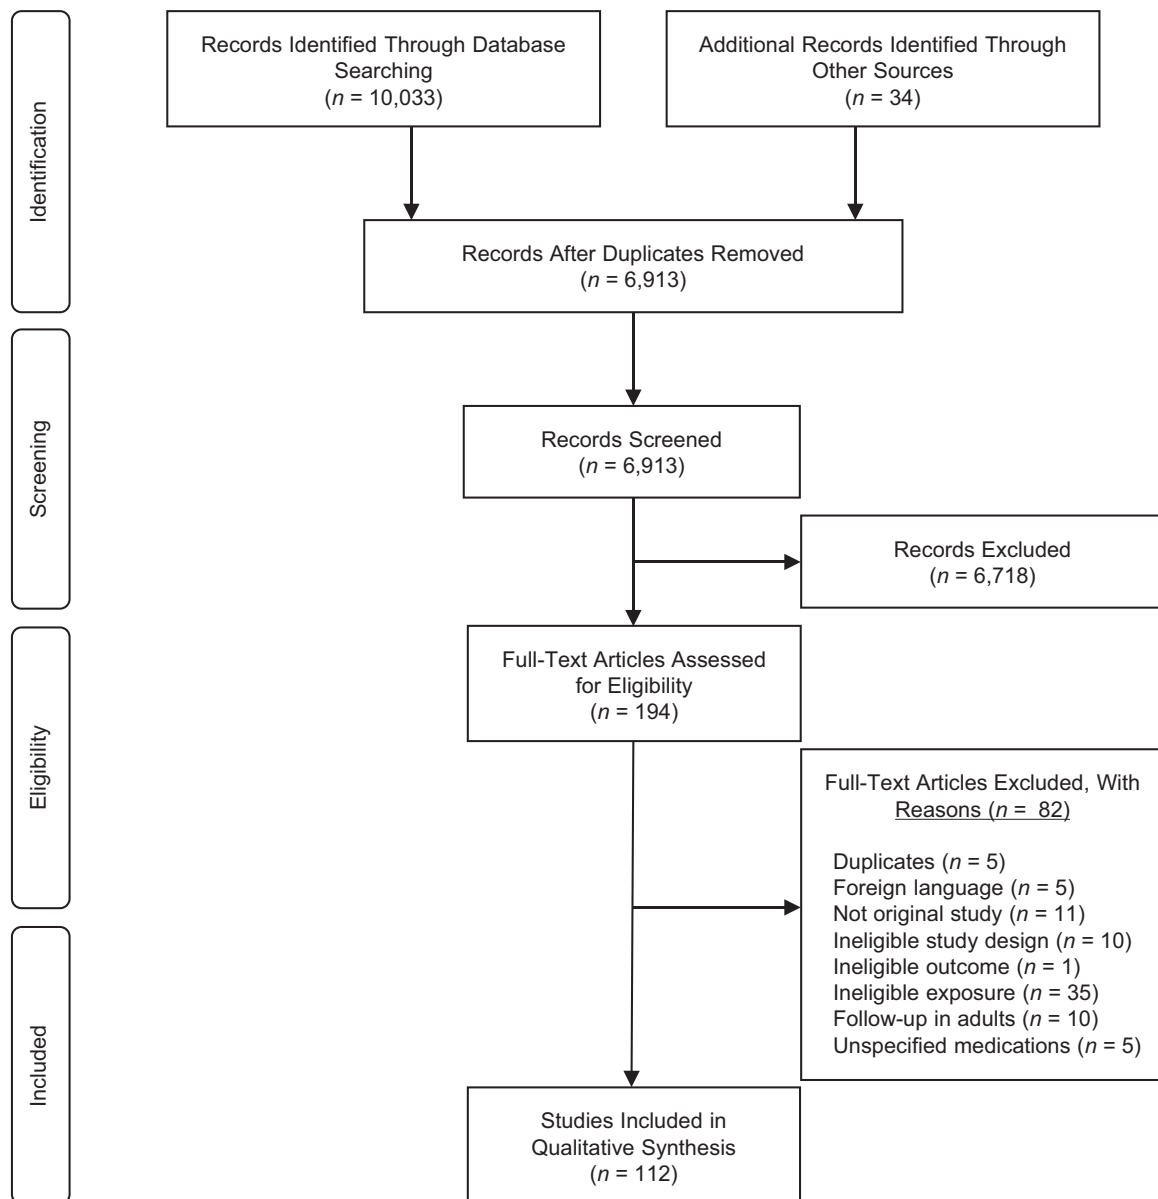 Identification
Records Identified Through Database
Searching
(n = 10,033)
Additional Records Identified Through
Other Sources
(n = 34)
Records After Duplicates Removed
(n = 6,913)
Screening
Records Screened
(n = 6,913)
Records Excluded
(n = 6,718)
Eligibility
Full-Text Articles Assessed
for Eligibility
(n = 194)
Full-Text Articles Excluded, With
Reasons (n = 82)
Duplicates (n = 5)
Foreign language (n = 5)
Not original study (n = 11)
Ineligible study design (n = 10)
Ineligible outcome (n = 1)
Ineligible exposure (n = 35)
Follow-up in adults (n = 10)
Unspecified medications (n = 5)
Included
Studies Included in
Qualitative Synthesis
(n = 112)